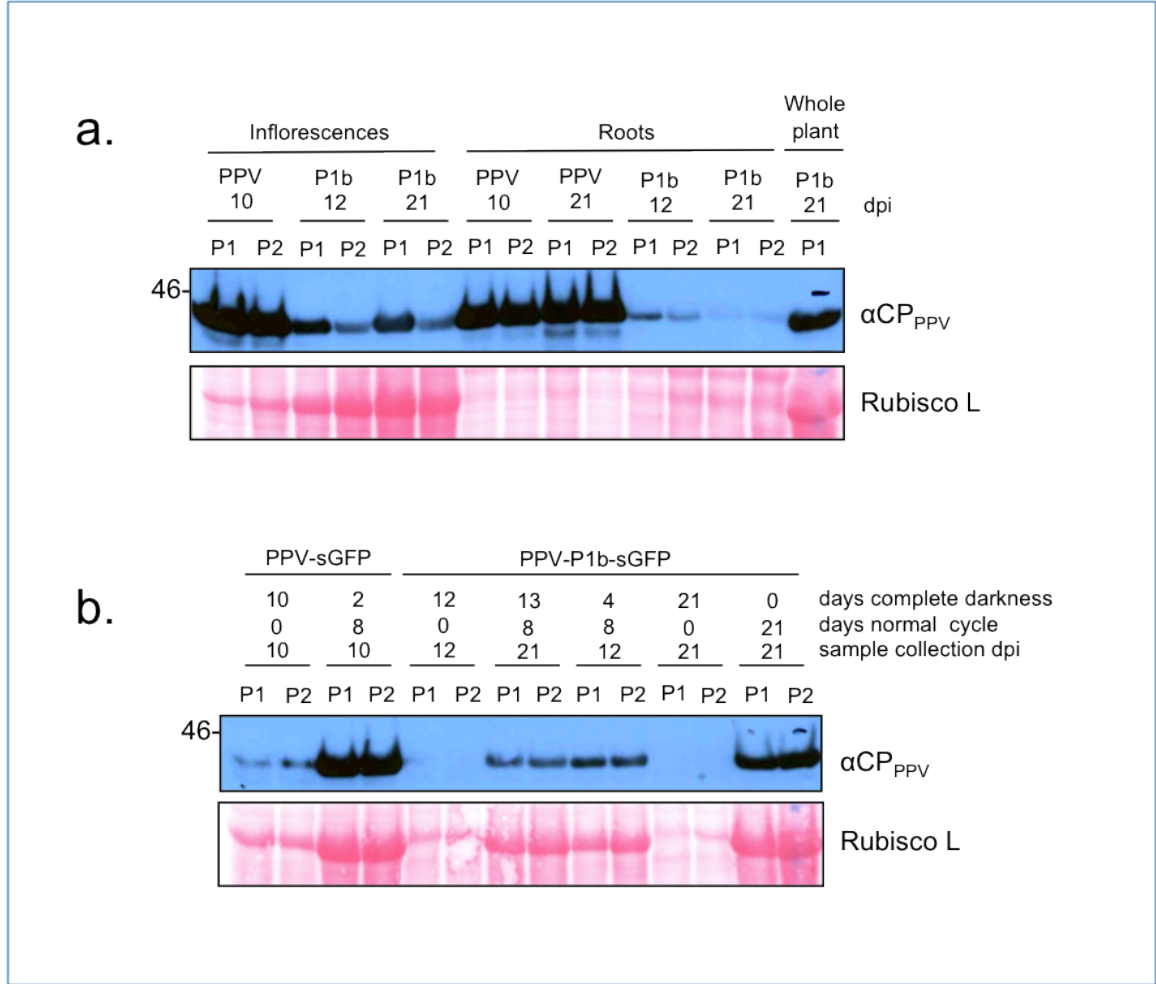 a.
Inflorescences Roots Whole plant
PPV 10 P1b 12 P1b 21 PPV 10 PPV 21 P1b 12 P1b 21 P1b 21 dpi
P1 P2 P1 P2 P1 P2 P1 P2 P1 P2 P1 P2 P1 P2 P1
46- αCPPPV
Rubisco L
b.
PPV-sGFP PPV-P1b-sGFP
10 2 12 13 4 21 0 days complete darkness
0 8 0 8 8 0 21 days normal cycle
10 10 12 21 12 21 21 sample collection dpi
P1 P2 P1 P2 P1 P2 P1 P2 P1 P2 P1 P2 P1 P2
46- αCPPPV
Rubisco L